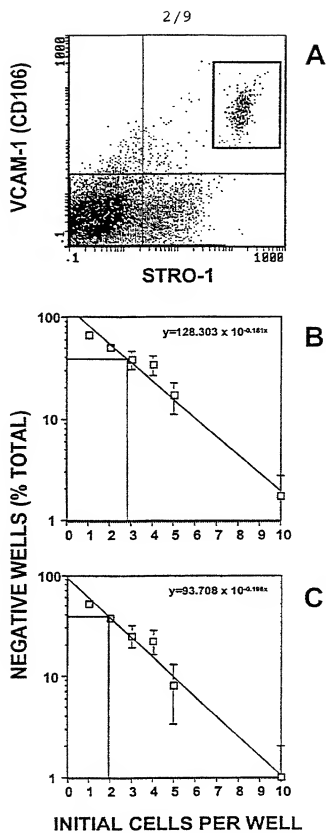 2/9
A
VCAM-1 (CD106)
1000
.1
.1
1000
STRO-1
B
NEGATIVE WELLS (% TOTAL)
100
10
1
y=128.303 x 10^-0.181x
0 1 2 3 4 5 6 7 8 9 10
C
100
10
1
y=93.708 x 10^-0.196x
0 1 2 3 4 5 6 7 8 9 10
INITIAL CELLS PER WELL